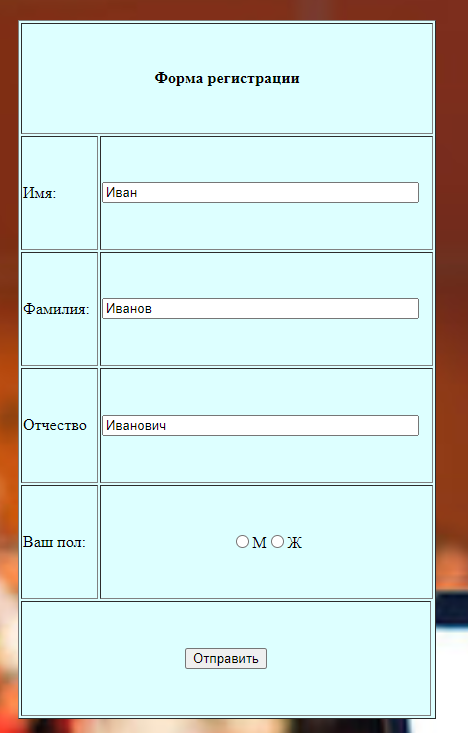 Форма регистрации
Имя: Иван
Фамилия: Иванов
Отчество Иванович
Ваш пол: М Ж
Отправить